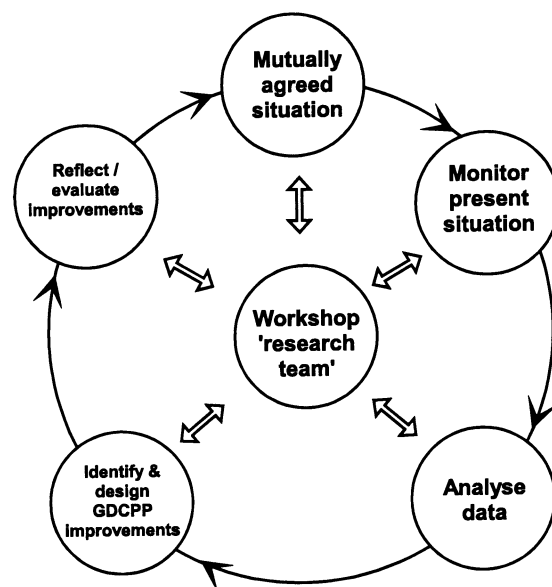 Mutually
agreed
situation
Monitor
present
situation
Analyse
data
Identify &
design
GDCPP
improvements
Reflect /
evaluate
improvements
Workshop
'research
team'